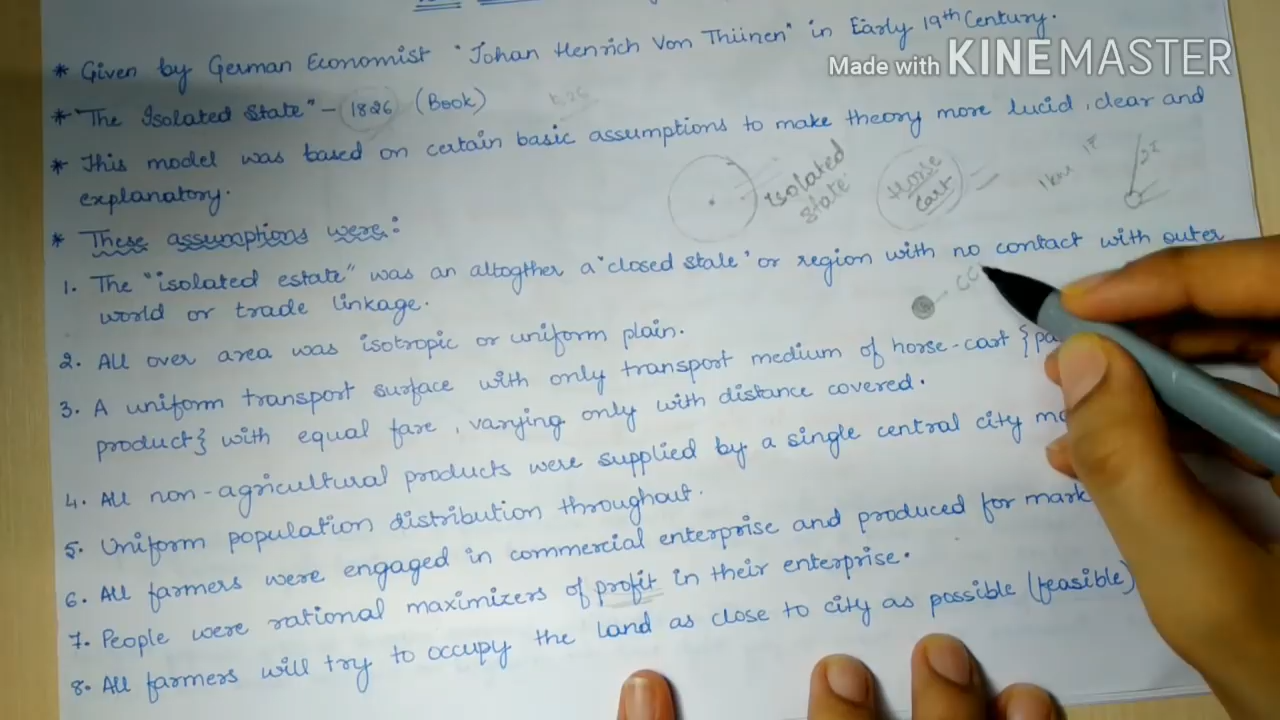 * Given by German Economist "Johan Henrich Von Thünen" in Early 19th Century.
Made with KINEMASTER
* "The Isolated State" - 1826 (Book)
* This model was based on certain basic assumptions to make theory more lucid, clear and
explanatory.
isolated
state
Horse
cart
1km
* These assumptions were:
1. The "isolated estate" was an altogther a "closed state" or region with no contact with outer
world or trade linkage.
2. All over area was isotropic or uniform plain.
3. A uniform transport surface with only transport medium of horse-cart {
product} with equal fare, varying only with distance covered.
4. All non-agricultural products were supplied by a single central city
5. Uniform population distribution throughout.
6. All farmers were engaged in commercial enterprise and produced for
7. People were rational maximizers of profit in their enterprise.
8. All farmers will try to occupy the land as close to city as possible (feasible)